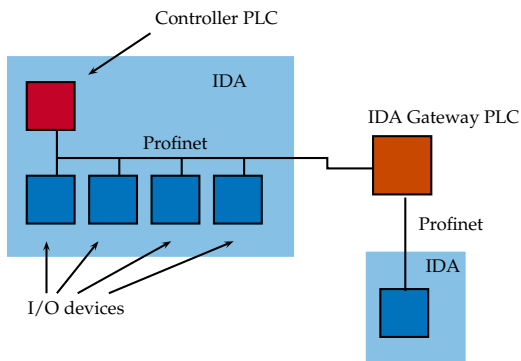 Controller PLC
IDA
IDA Gateway PLC
Profinet
Profinet
IDA
I/O devices